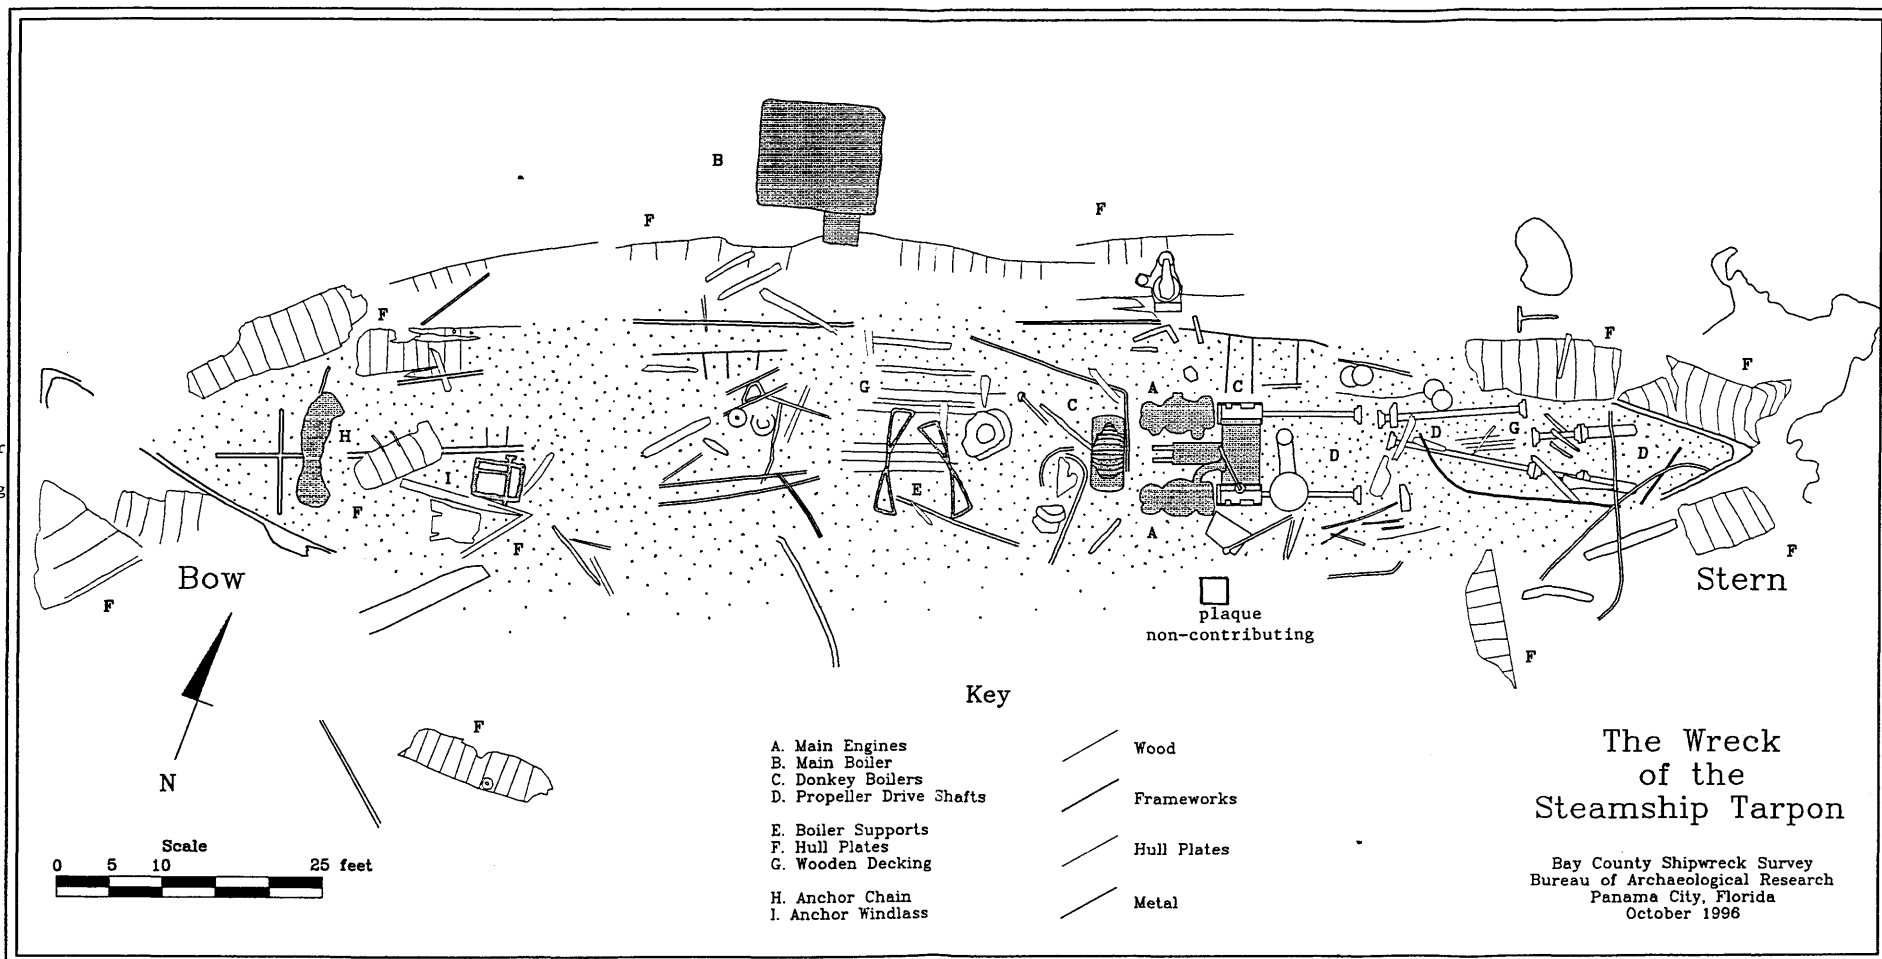 B
F
F
F
F
F
H
G
C
A
C
D
D
G
D
I
F
E
A
F
F
F
Bow
Stern
plaque
non-contributing
F
F
N
Scale
0 5 10 25 feet
Key
A. Main Engines
B. Main Boiler
C. Donkey Boilers
D. Propeller Drive Shafts
E. Boiler Supports
F. Hull Plates
G. Wooden Decking
H. Anchor Chain
I. Anchor Windlass
Wood
Frameworks
Hull Plates
Metal
The Wreck
of the
Steamship Tarpon
Bay County Shipwreck Survey
Bureau of Archaeological Research
Panama City, Florida
October 1996